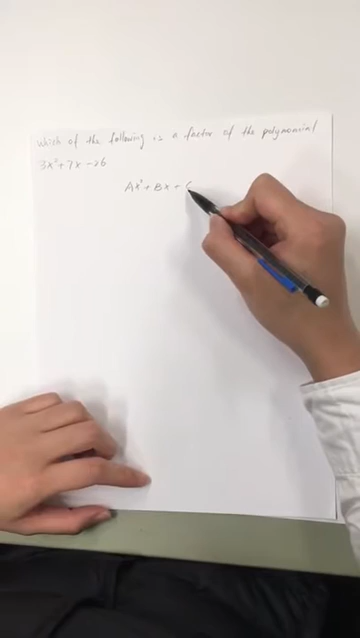 which of the following is a factor of the polynomial
3x²+7x-26
Ax²+Bx+C